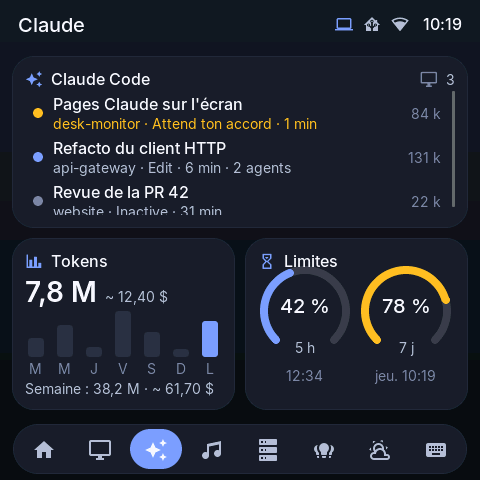 Claude
10:19
Claude Code
3
Pages Claude sur l'écran
84 k
desk-monitor · Attend ton accord · 1 min
Refacto du client HTTP
131 k
api-gateway · Edit · 6 min · 2 agents
Revue de la PR 42
22 k
website · Inactive · 31 min
Tokens
7,8 M ~ 12,40 $
M M J V S D L
Semaine : 38,2 M · ~ 61,70 $
Limites
42 % 78 %
5 h 7 j
12:34 jeu. 10:19